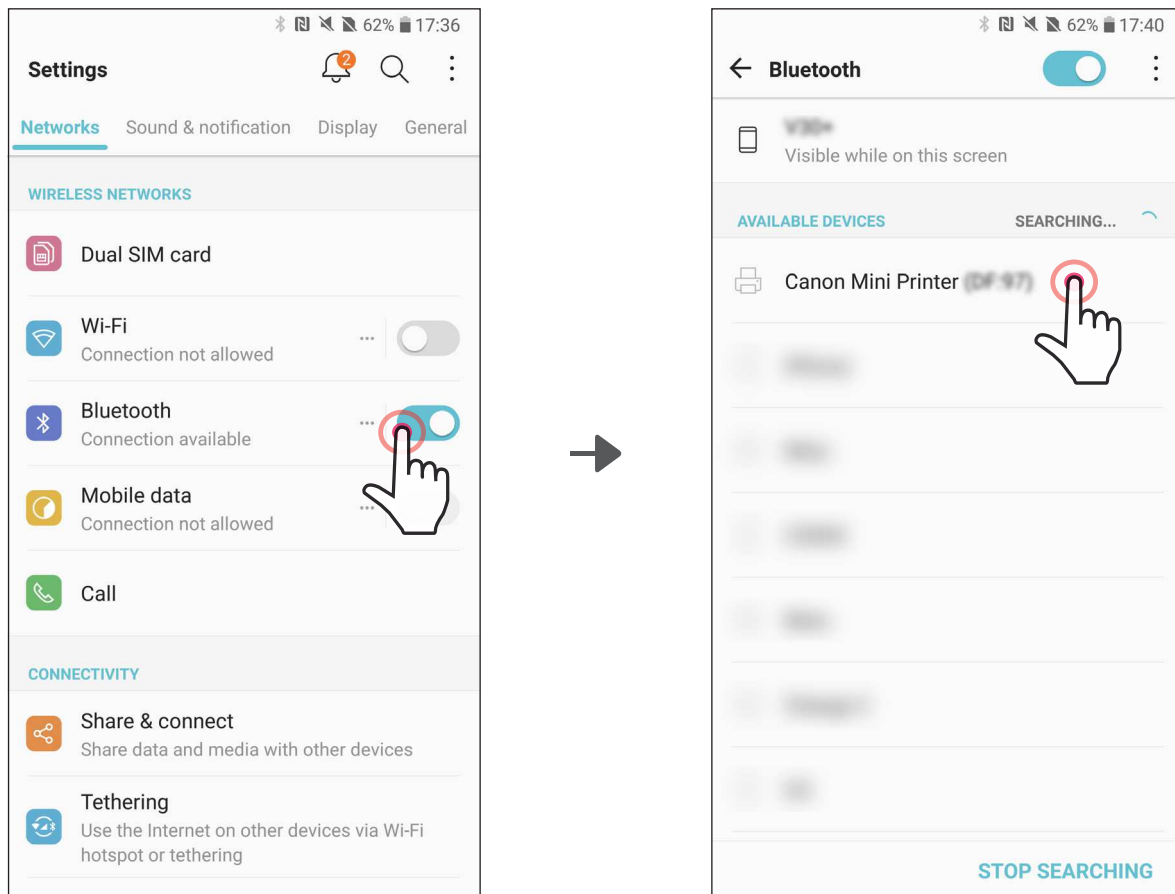 62% 17:36
Settings
2
Networks Sound & notification Display General
WIRELESS NETWORKS
Dual SIM card
Wi-Fi
Connection not allowed
Bluetooth
Connection available
Mobile data
Connection not allowed
Call
CONNECTIVITY
Share & connect
Share data and media with other devices
Tethering
Use the Internet on other devices via Wi-Fi
hotspot or tethering
62% 17:40
Bluetooth
Visible while on this screen
AVAILABLE DEVICES SEARCHING...
Canon Mini Printer
STOP SEARCHING